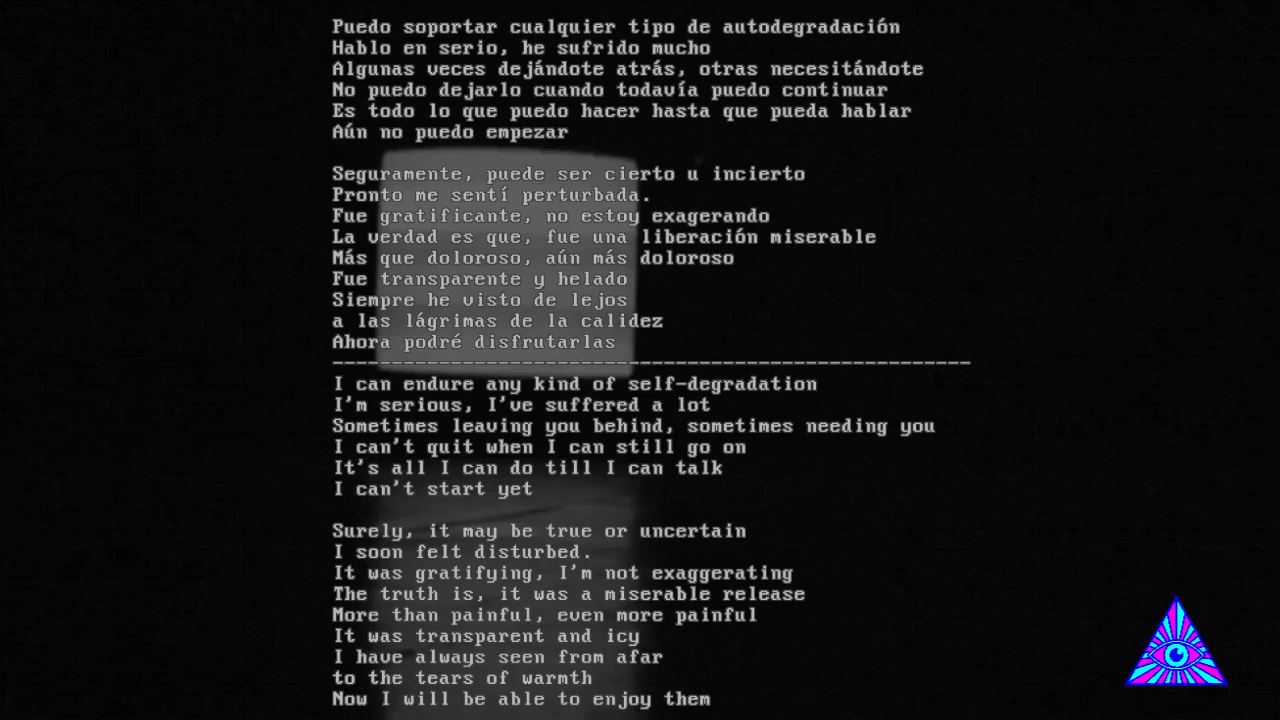 Puedo soportar cualquier tipo de autodegradación
Hablo en serio, he sufrido mucho
Algunas veces dejándote atrás, otras necesitándote
No puedo dejarlo cuando todavía puedo continuar
Es todo lo que puedo hacer hasta que pueda hablar
Aún no puedo empezar

Seguramente, puede ser cierto u incierto
Pronto me sentí perturbada.
Fue gratificante, no estoy exagerando
La verdad es que, fue una liberación miserable
Más que doloroso, aún más doloroso
Fue transparente y helado
Siempre he visto de lejos
a las lágrimas de la calidez
Ahora podré disfrutarlas
------------------------------------------------------
I can endure any kind of self-degradation
I'm serious, I've suffered a lot
Sometimes leaving you behind, sometimes needing you
I can't quit when I can still go on
It's all I can do till I can talk
I can't start yet

Surely, it may be true or uncertain
I soon felt disturbed.
It was gratifying, I'm not exaggerating
The truth is, it was a miserable release
More than painful, even more painful
It was transparent and icy
I have always seen from afar
to the tears of warmth
Now I will be able to enjoy them